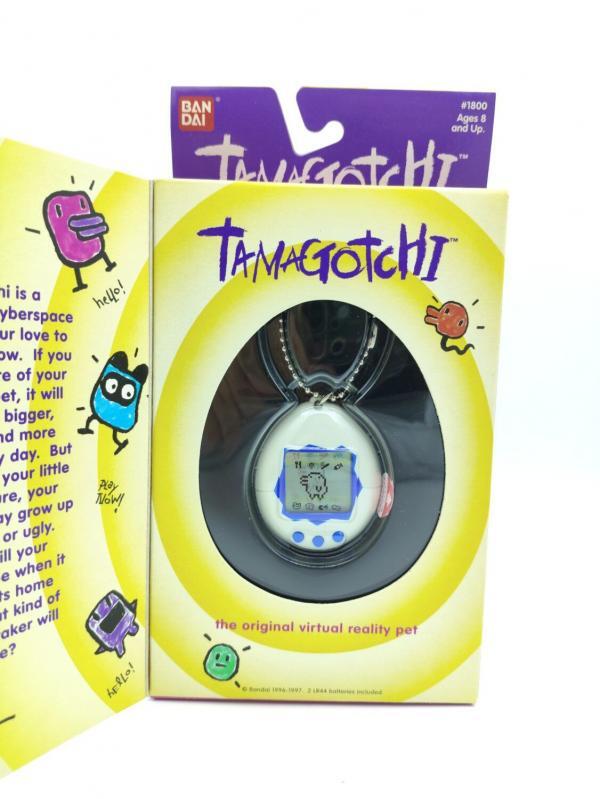 BAN
DAI
#1800
Ages 8
and Up.
TAMAGOTCHI™
TAMAGOTCHI™
hello!
hi is a
yberspace
ur love to
ow. If you
re of your
et, it will
bigger,
nd more
y day. But
your little
re, your
ay grow up
or ugly.
ill your
e when it
ts home
t kind of
aker will
e?
Play
Now!
hello!
the original virtual reality pet
© Bandai 1996-1997. 2 LR44 batteries included